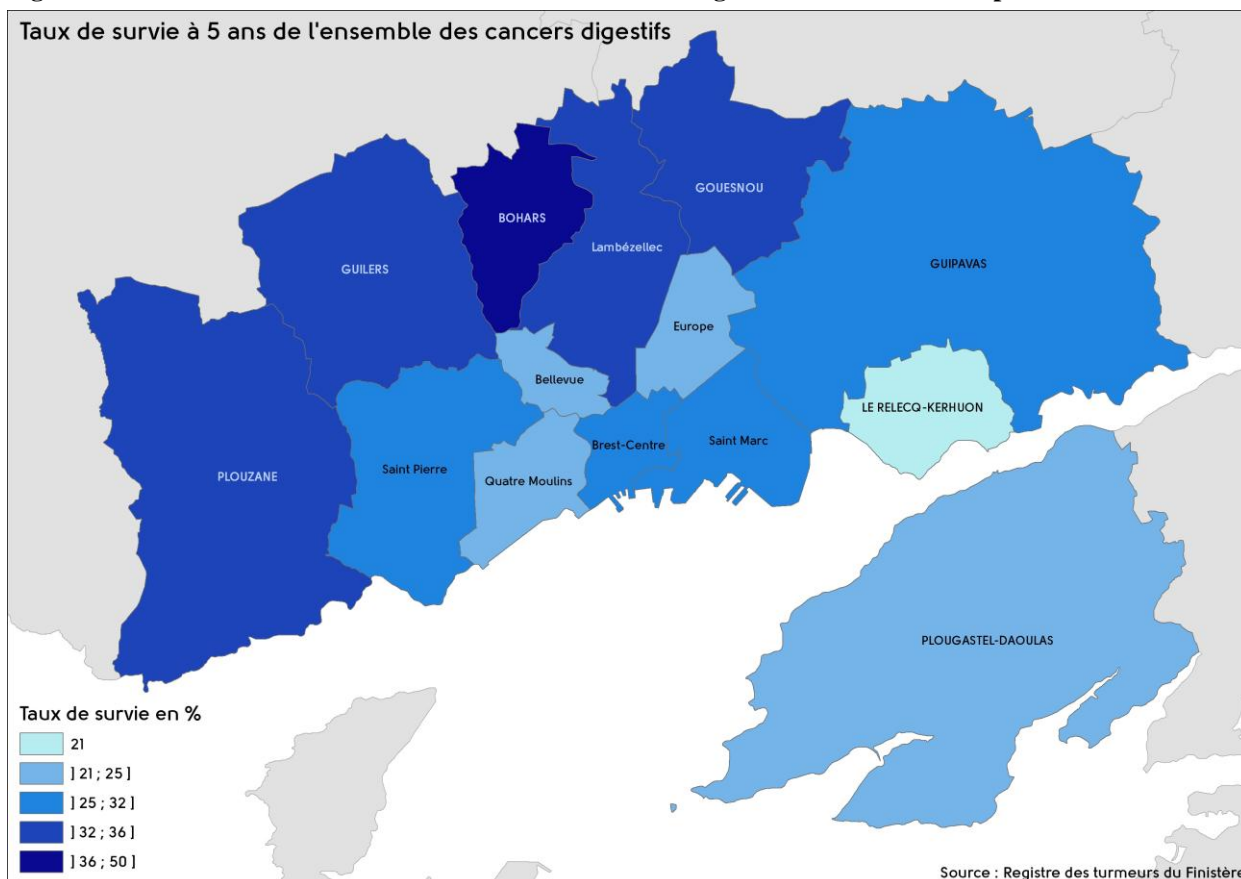 Taux de survie à 5 ans de l'ensemble des cancers digestifs
GOUESNOU
BOHARS
Lambézellec
GUILERS
GUIPAVAS
Europe
Bellevue
LE RELECQ-KERHUON
Brest-Centre
Saint Marc
Saint Pierre
PLOUZANE
Quatre Moulins
PLOUGASTEL-DAOULAS
Taux de survie en %
21
] 21 ; 25 ]
] 25 ; 32 ]
] 32 ; 36 ]
] 36 ; 50 ]
Source : Registre des turmeurs du Finistère